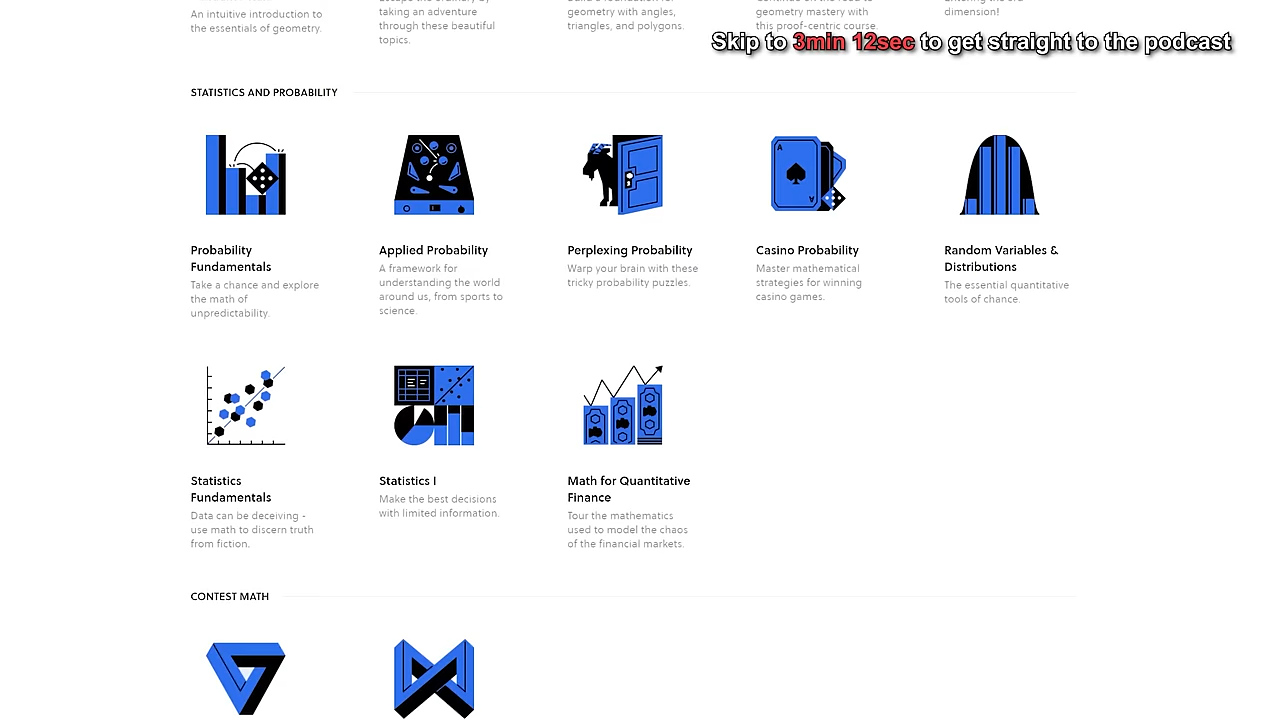 An intuitive introduction to
the essentials of geometry.
taking an adventure
through these beautiful
topics.
geometry with angles,
triangles, and polygons.
geometry mastery with
this proof-centric course.
dimension!
Skip to 3min 12sec to get straight to the podcast
STATISTICS AND PROBABILITY
Probability
Fundamentals
Take a chance and explore
the math of
unpredictability.
Applied Probability
A framework for
understanding the world
around us, from sports to
science.
Perplexing Probability
Warp your brain with these
tricky probability puzzles.
A
A
Casino Probability
Master mathematical
strategies for winning
casino games.
Random Variables &
Distributions
The essential quantitative
tools of chance.
Statistics
Fundamentals
Data can be deceiving -
use math to discern truth
from fiction.
Statistics I
Make the best decisions
with limited information.
Math for Quantitative
Finance
Tour the mathematics
used to model the chaos
of the financial markets.
CONTEST MATH